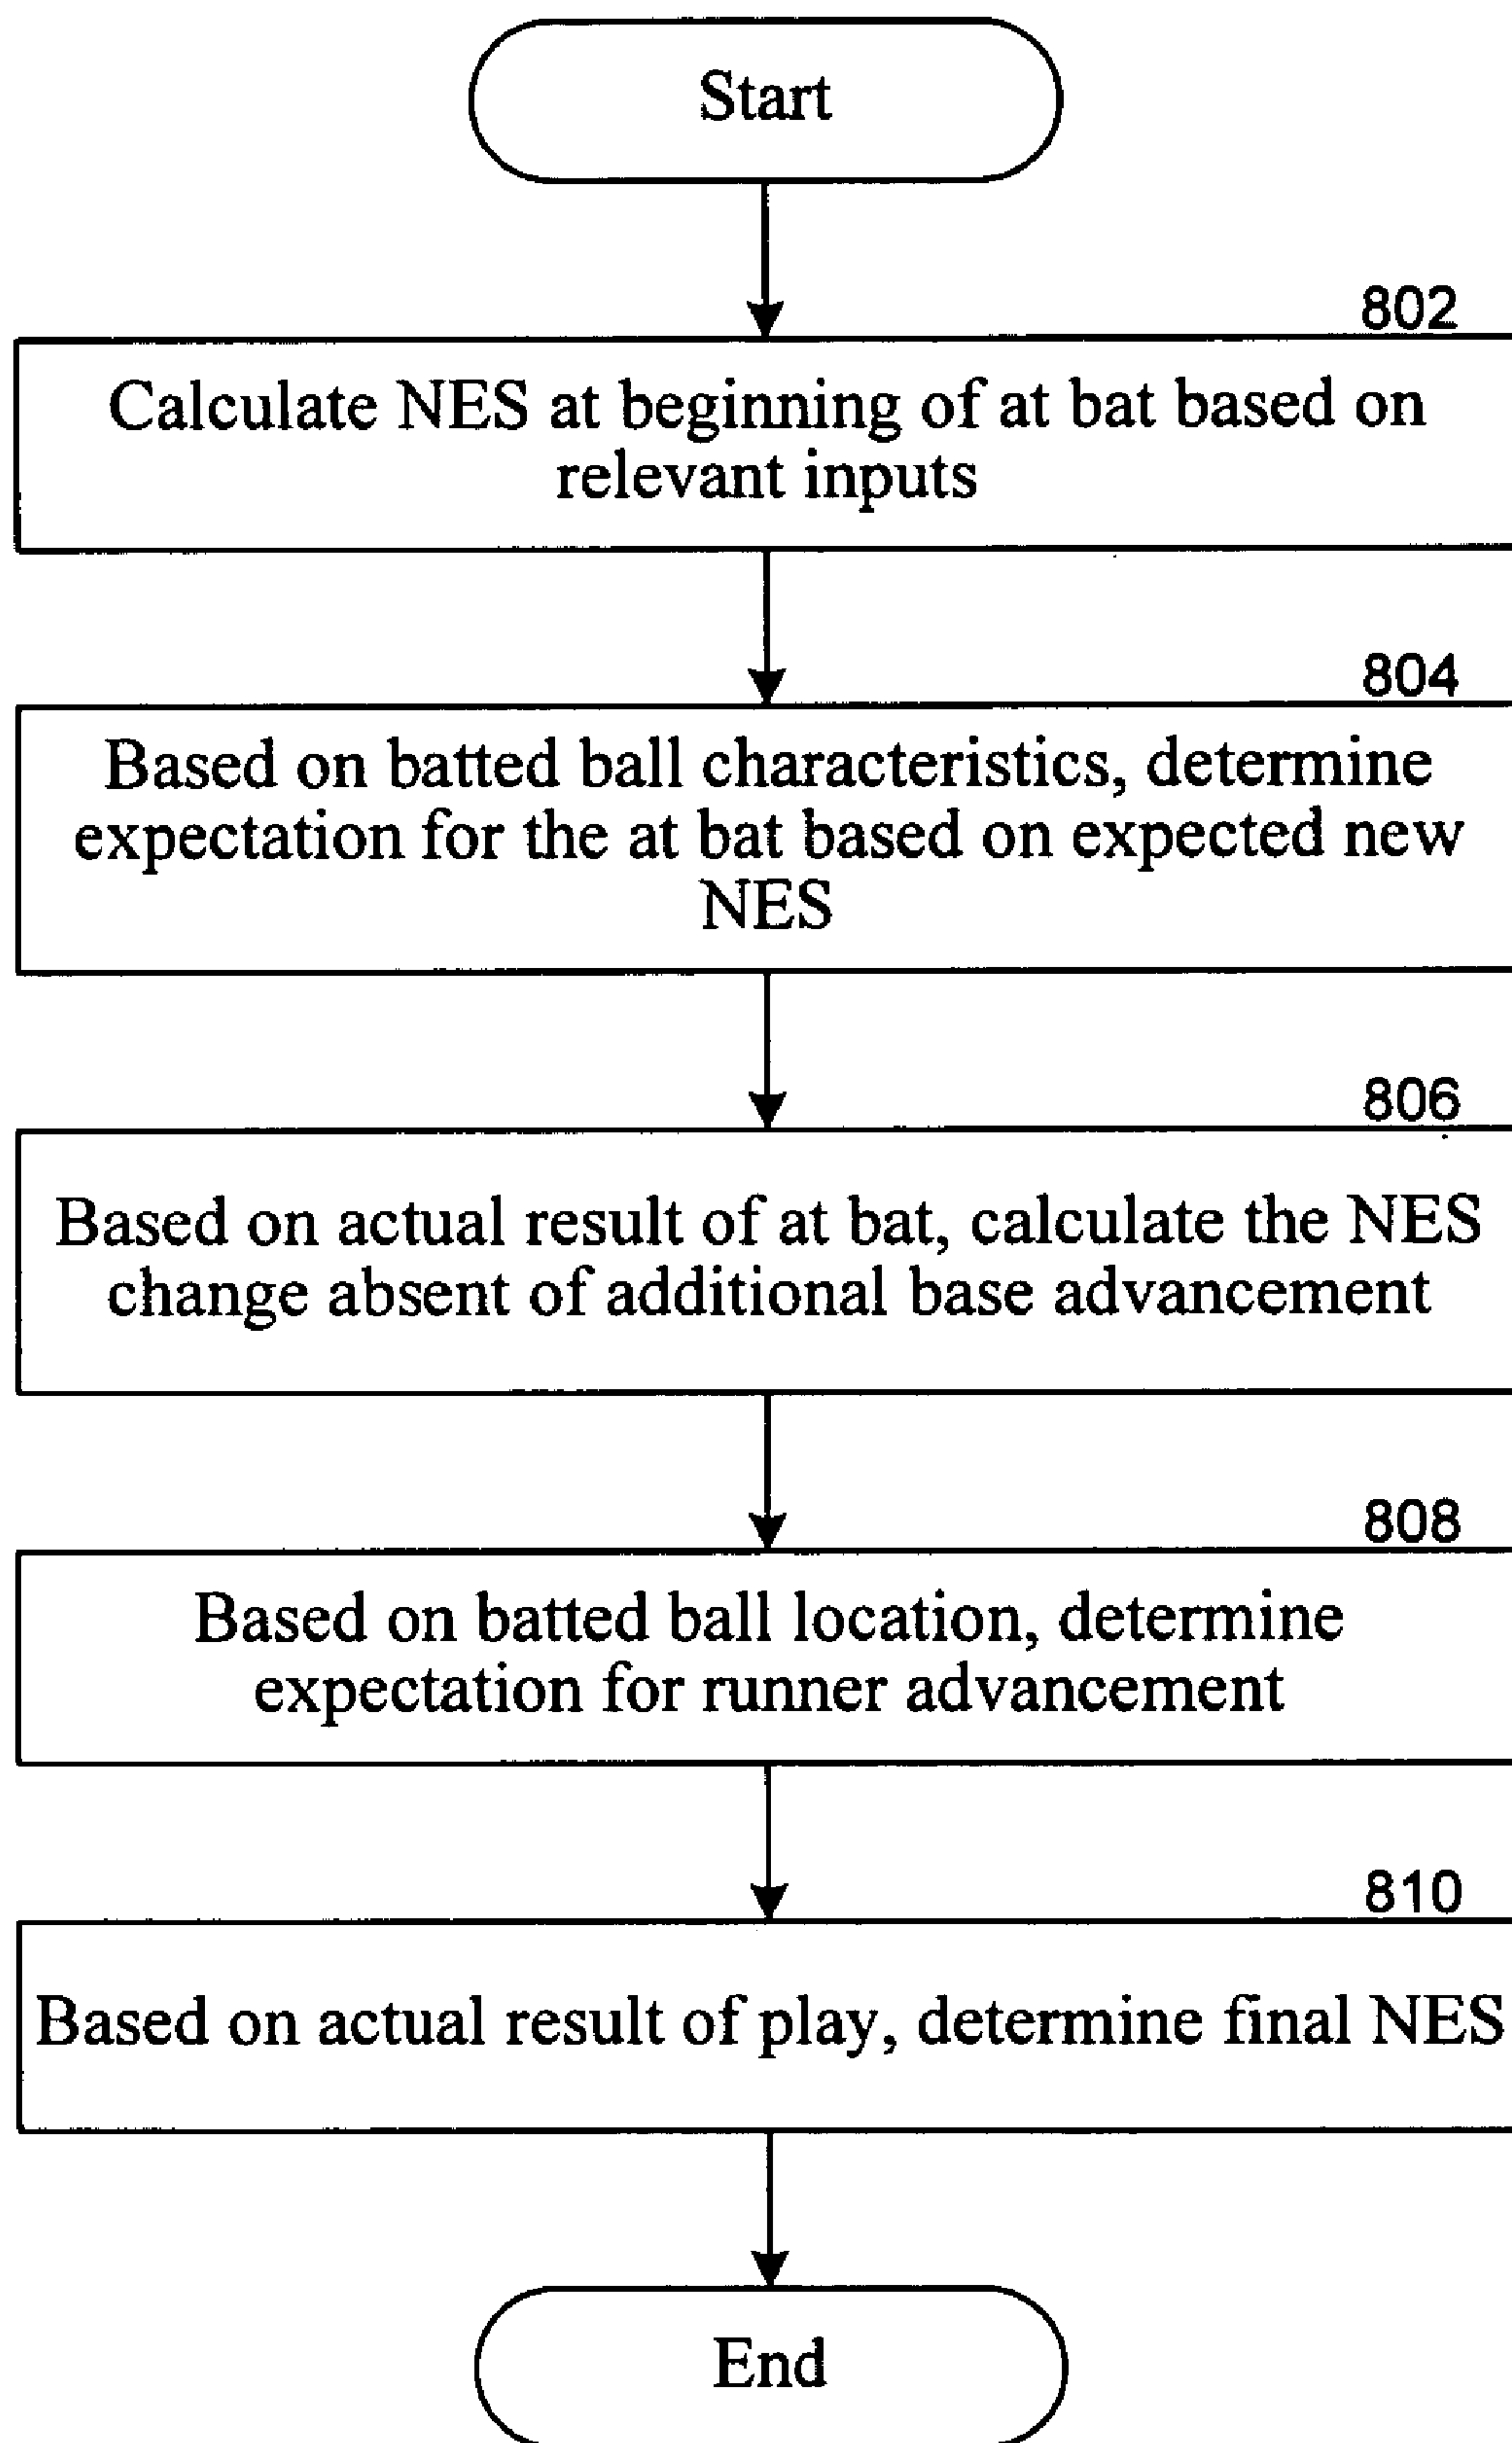 Start
802
Calculate NES at beginning of at bat based on
relevant inputs
804
Based on batted ball characteristics, determine
expectation for the at bat based on expected new
NES
806
Based on actual result of at bat, calculate the NES
change absent of additional base advancement
808
Based on batted ball location, determine
expectation for runner advancement
810
Based on actual result of play, determine final NES
End